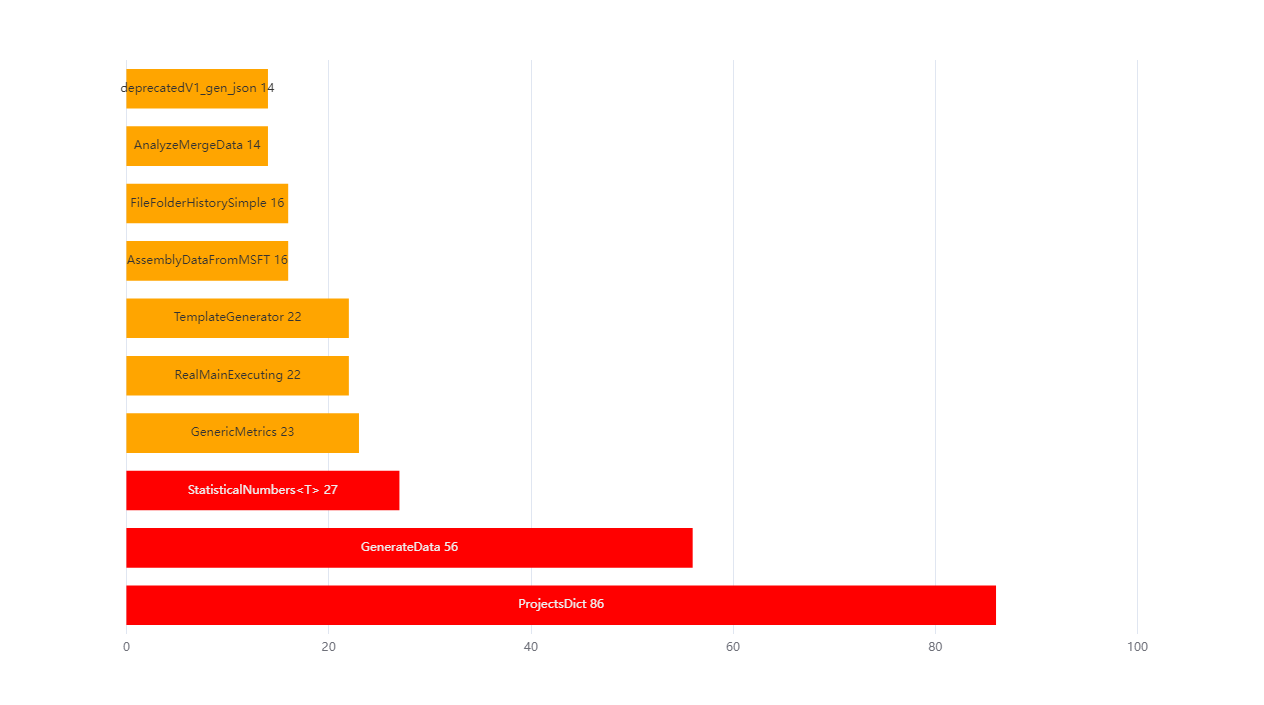 deprecatedV1_gen_json 14
AnalyzeMergeData 14
FileFolderHistorySimple 16
AssemblyDataFromMSFT 16
TemplateGenerator 22
RealMainExecuting 22
GenericMetrics 23
StatisticalNumbers<T> 27
GenerateData 56
ProjectsDict 86
0 20 40 60 80 100